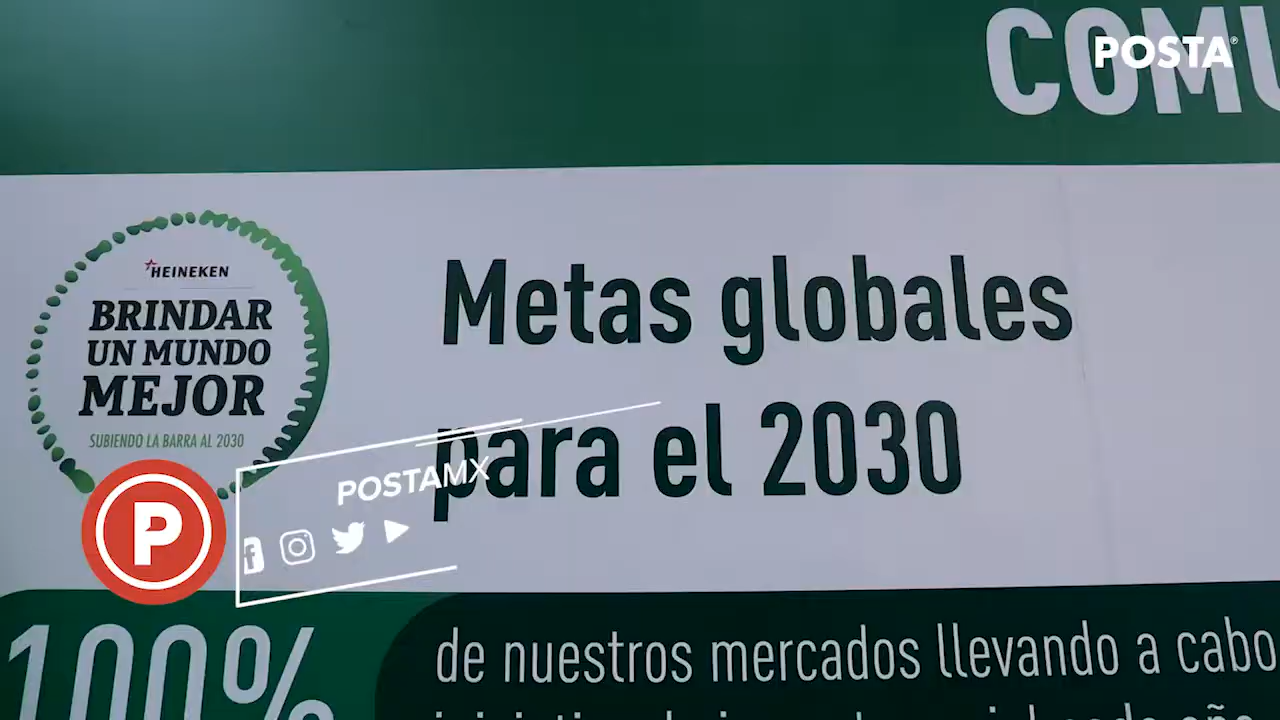 POSTA®
HEINEKEN
BRINDAR
UN MUNDO
MEJOR
SUBIENDO LA BARRA AL 2030
Metas globales
para el 2030
P
POSTAMX
100%
de nuestros mercados llevando a cabo